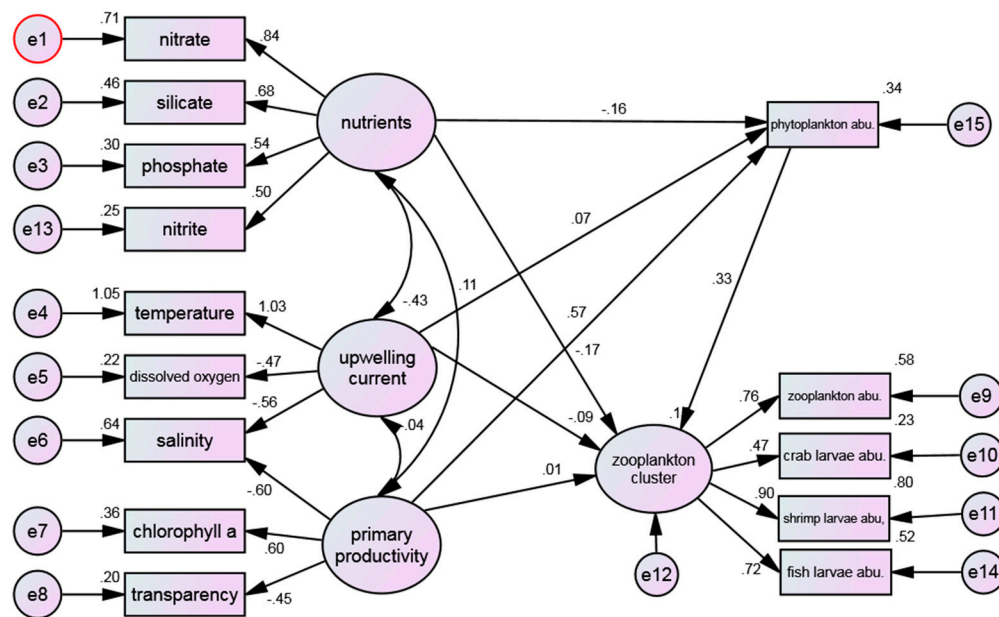 e1
.71
nitrate
.84
e2
.46
silicate
.68
e3
.30
phosphate
.54
e13
.25
nitrite
.50
nutrients
-.16
phytoplankton abu.
.34
e15
.07
.11
.33
-.43
.57
-.17
e4
1.05
temperature
1.03
e5
.22
dissolved oxygen
-.47
e6
.64
salinity
-.56
upwelling
current
-.09
.04
.01
-.60
e7
.36
chlorophyll a
.60
e8
.20
transparency
-.45
primary
productivity
.1
zooplankton
cluster
e12
.76
zooplankton abu.
.58
e9
.47
crab larvae abu.
.23
e10
.90
shrimp larvae abu,
.80
e11
.72
fish larvae abu.
.52
e14